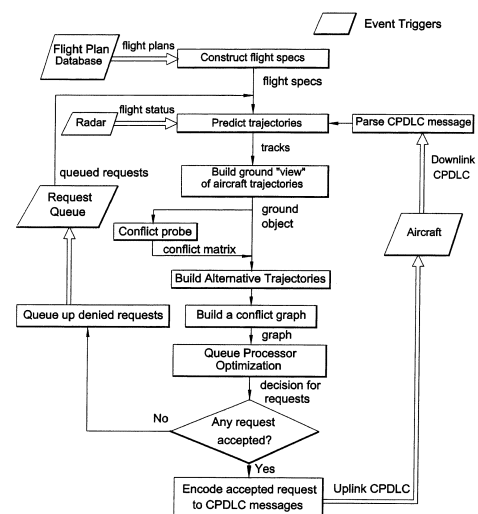 Event Triggers
Flight Plan
Database
flight plans
Construct flight specs
flight specs
Radar
flight status
Predict trajectories
Parse CPDLC message
tracks
Downlink
CPDLC
queued requests
Build ground "view"
of aircraft trajectories
Request
Queue
ground
object
Conflict probe
Aircraft
conflict matrix
Build Alternative Trajectories
Queue up denied requests
Build a conflict graph
graph
Queue Processor
Optimization
decision for
requests
No
Any request
accepted?
Yes
Encode accepted request
to CPDLC messages
Uplink CPDLC